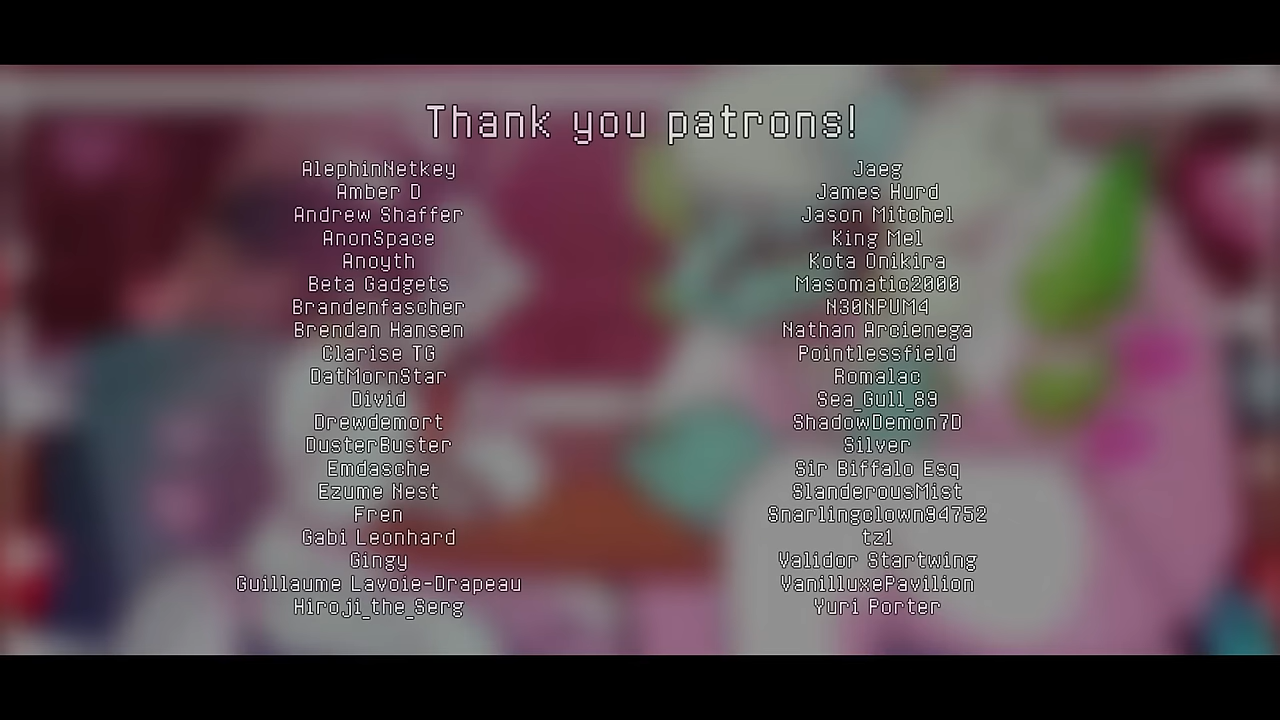 Thank you patrons!
AlephinNetkey
Amber D
Andrew Shaffer
AnonSpace
Anoyth
Beta Gadgets
Brandenfascher
Brendan Hansen
Clarise TG
DatMornStar
Divid
Drewdemort
DusterBuster
Emdasche
Ezume Nest
Fren
Gabi Leonhard
Gingy
Guillaume Lavoie-Drapeau
Hiroji_the_Serg
Jaeg
James Hurd
Jason Mitchel
King Mel
Kota Onikira
Masomatic2000
N30NPUM4
Nathan Arcienega
Pointlessfield
Romalac
Sea_Gull_89
ShadowDemon7D
Silver
Sir Biffalo Esq
SlanderousMist
Snarlingclown94752
tz1
Validor Startwing
VanilluxePavilion
Yuri Porter